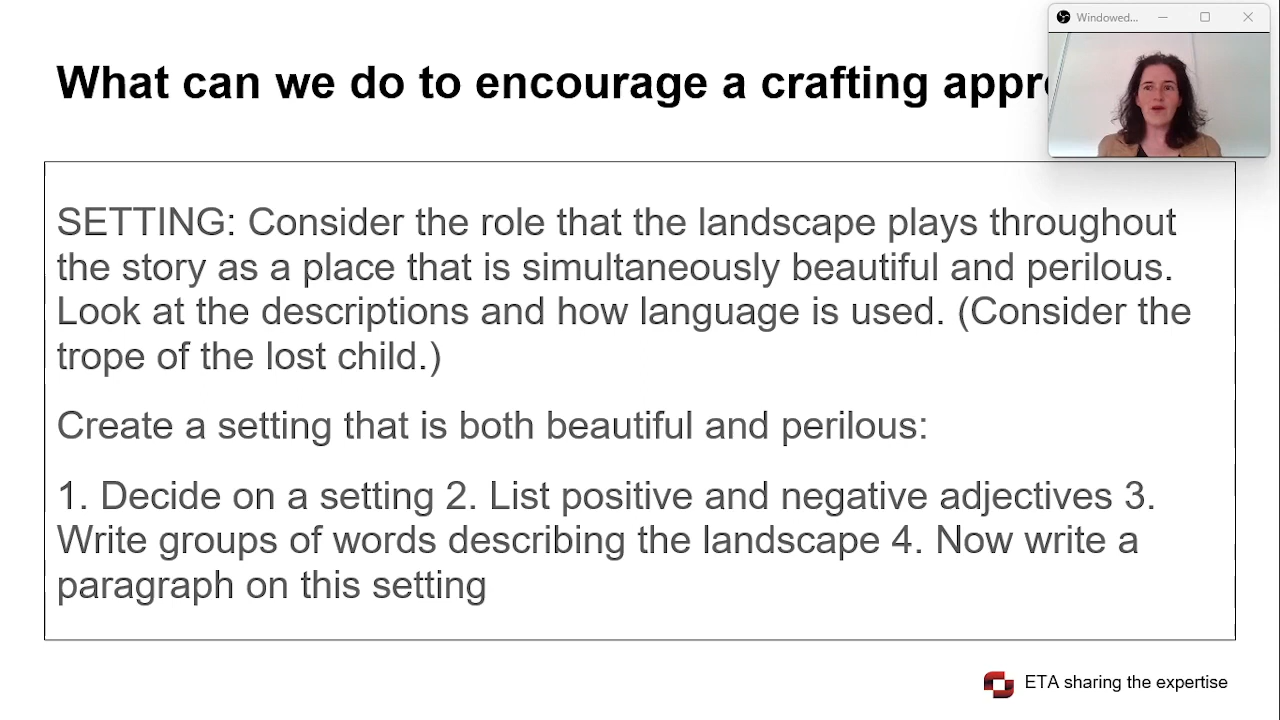 Windowed...
What can we do to encourage a crafting appr
SETTING: Consider the role that the landscape plays throughout
the story as a place that is simultaneously beautiful and perilous.
Look at the descriptions and how language is used. (Consider the
trope of the lost child.)
Create a setting that is both beautiful and perilous:
1. Decide on a setting 2. List positive and negative adjectives 3.
Write groups of words describing the landscape 4. Now write a
paragraph on this setting
ETA sharing the expertise